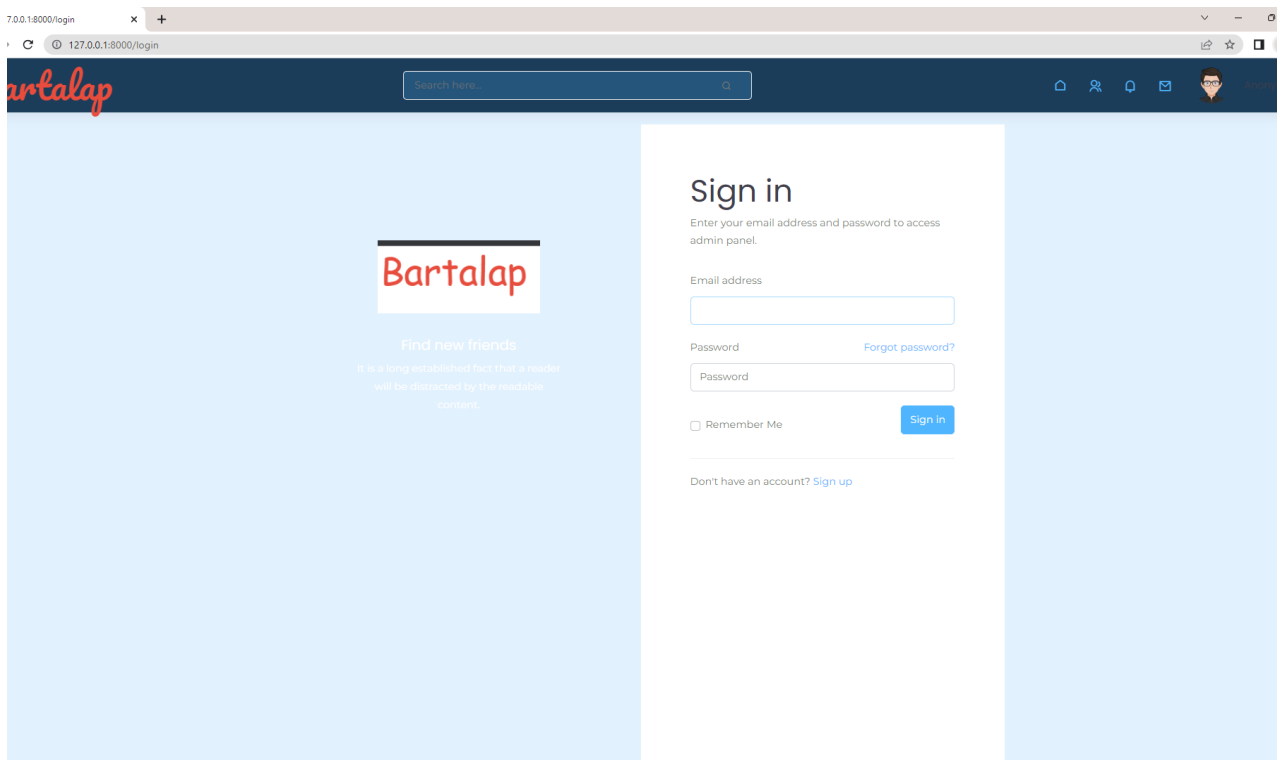 7.0.0.1:8000/login
127.0.0.1:8000/login
artalap
Search here...
Bartalap
Find new friends
It is a long established fact that a reader
will be distracted by the readable
content.
Sign in
Enter your email address and password to access
admin panel.
Email address
Password
Forgot password?
Password
Remember Me
Sign in
Don't have an account? Sign up